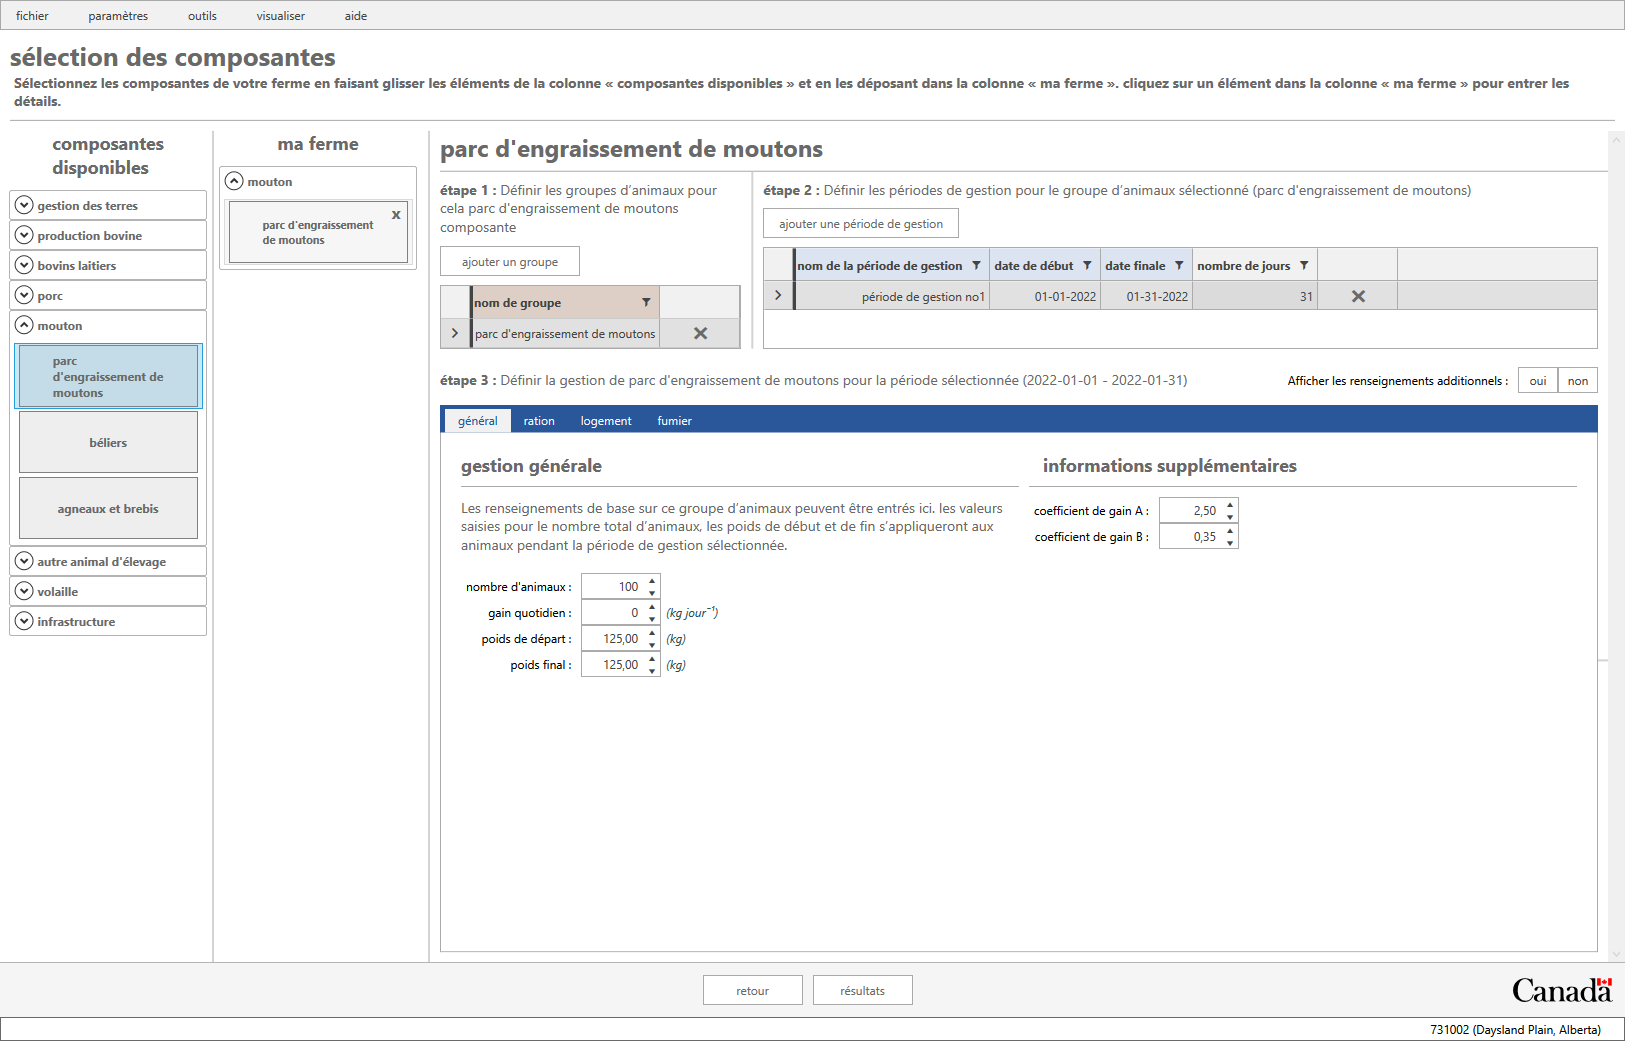 fichier paramètres outils visualiser aide
sélection des composantes
Sélectionnez les composantes de votre ferme en faisant glisser les éléments de la colonne « composantes disponibles » et en les déposant dans la colonne « ma ferme ». cliquez sur un élément dans la colonne « ma ferme » pour entrer les
détails.
composantes
disponibles
gestion des terres
production bovine
bovins laitiers
porc
mouton
parc
d'engraissement de
moutons
béliers
agneaux et brebis
autre animal d'élevage
volaille
infrastructure
ma ferme
mouton
parc d'engraissement
de moutons
x
parc d'engraissement de moutons
étape 1 : Définir les groupes d’animaux pour
cela parc d'engraissement de moutons
composante
ajouter un groupe
nom de groupe
parc d'engraissement de moutons
étape 2 : Définir les périodes de gestion pour le groupe d’animaux sélectionné (parc d'engraissement de moutons)
ajouter une période de gestion
nom de la période de gestion date de début date finale nombre de jours
période de gestion no1 01-01-2022 01-31-2022 31
étape 3 : Définir la gestion de parc d'engraissement de moutons pour la période sélectionnée (2022-01-01 - 2022-01-31)
Afficher les renseignements additionnels : oui non
général ration logement fumier
gestion générale
Les renseignements de base sur ce groupe d’animaux peuvent être entrés ici. les valeurs
saisies pour le nombre total d’animaux, les poids de début et de fin s’appliqueront aux
animaux pendant la période de gestion sélectionnée.
nombre d'animaux : 100
gain quotidien : 0 (kg jour⁻¹)
poids de départ : 125,00 (kg)
poids final : 125,00 (kg)
informations supplémentaires
coefficient de gain A : 2,50
coefficient de gain B : 0,35
retour résultats
Canada
731002 (Daysland Plain, Alberta)